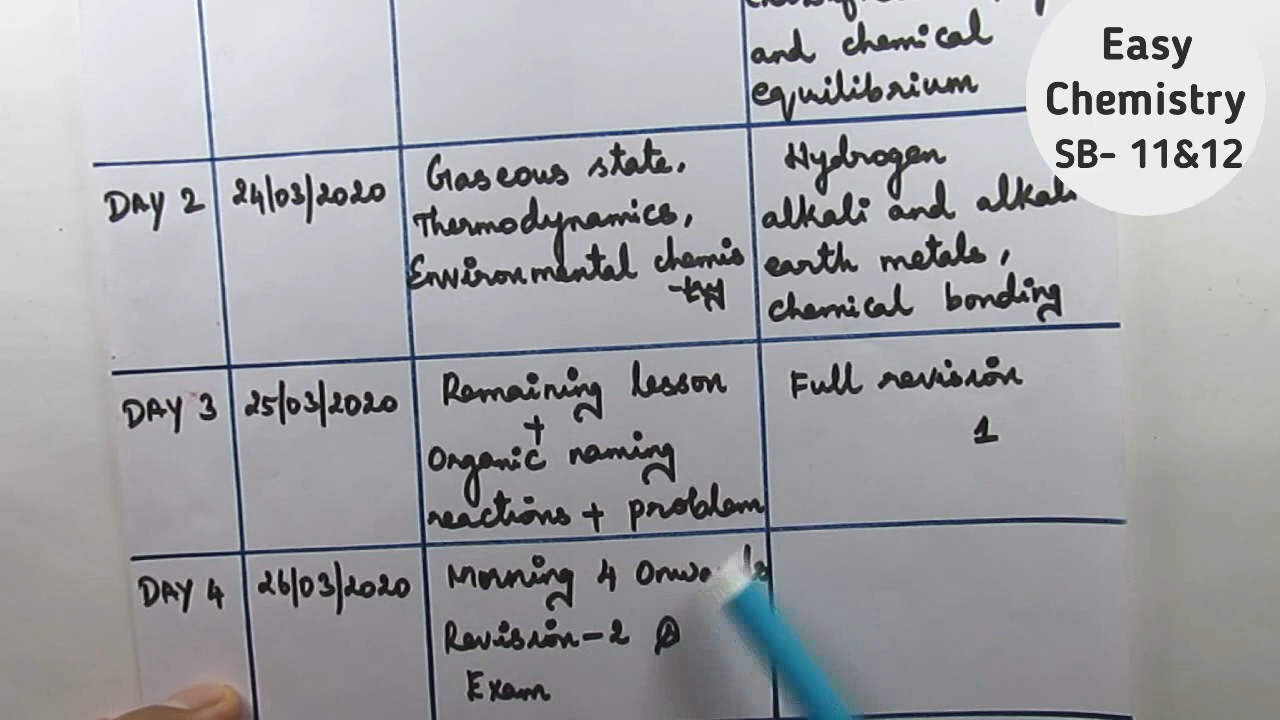 and chemical
equilibrium
Easy
Chemistry
SB- 11&12
DAY 2
24/03/2020
Gaseous state,
Thermodynamics,
Environmental chemis
-try
Hydrogen
alkali and alkali
earth metals,
chemical bonding
DAY 3
25/03/2020
Remaining lesson
+
Organic naming
reactions + problem
Full revision
1
DAY 4
26/03/2020
Morning 4
Revision-2
Exam